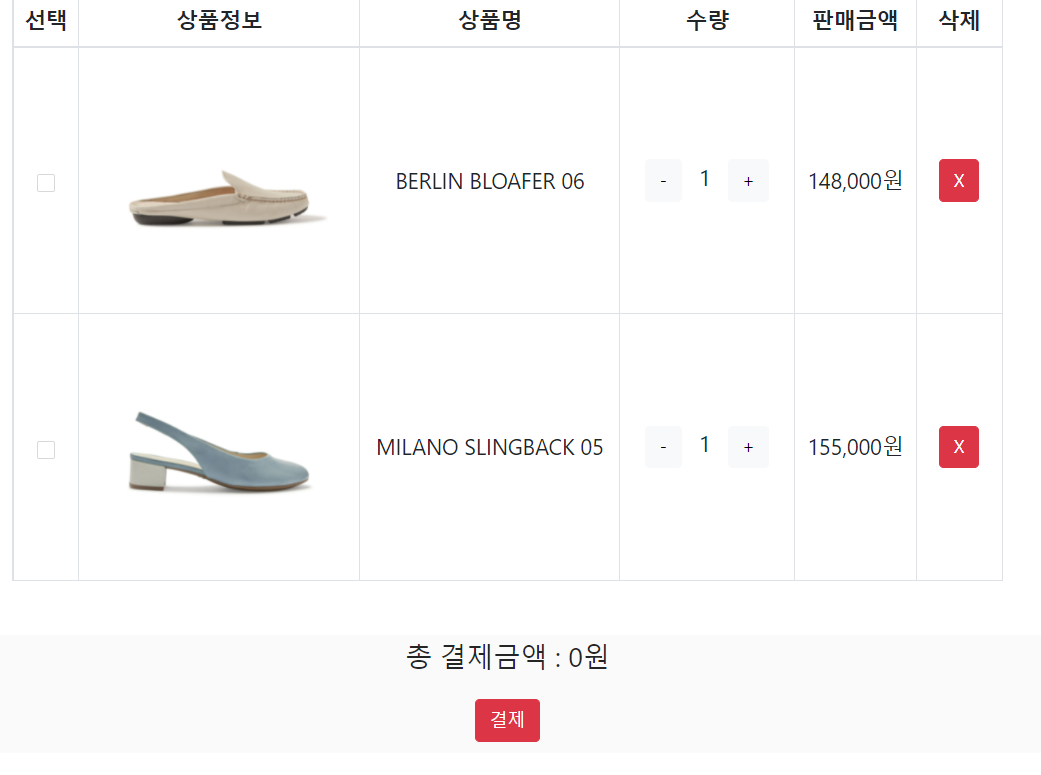 선택 상품정보 상품명 수량 판매금액 삭제
BERLIN BLOAFER 06 - 1 + 148,000원 X
MILANO SLINGBACK 05 - 1 + 155,000원 X
총 결제금액 : 0원
결제